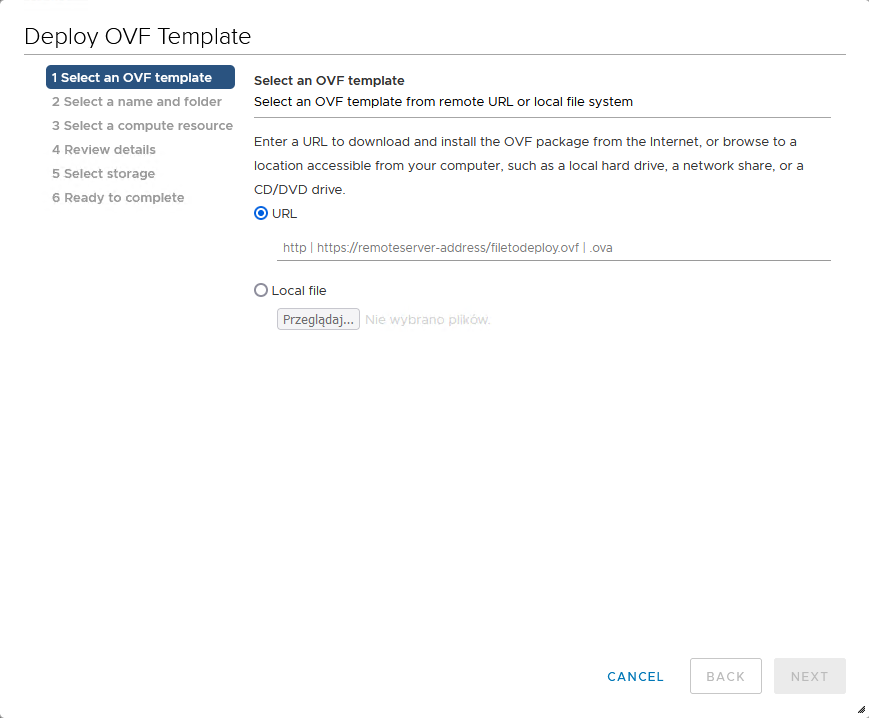 Deploy OVF Template
1 Select an OVF template
2 Select a name and folder
3 Select a compute resource
4 Review details
5 Select storage
6 Ready to complete
Select an OVF template
Select an OVF template from remote URL or local file system
Enter a URL to download and install the OVF package from the Internet, or browse to a
location accessible from your computer, such as a local hard drive, a network share, or a
CD/DVD drive.
URL
http | https://remoteserver-address/filetodeploy.ovf | .ova
Local file
Przeglądaj... Nie wybrano plików.
CANCEL BACK NEXT